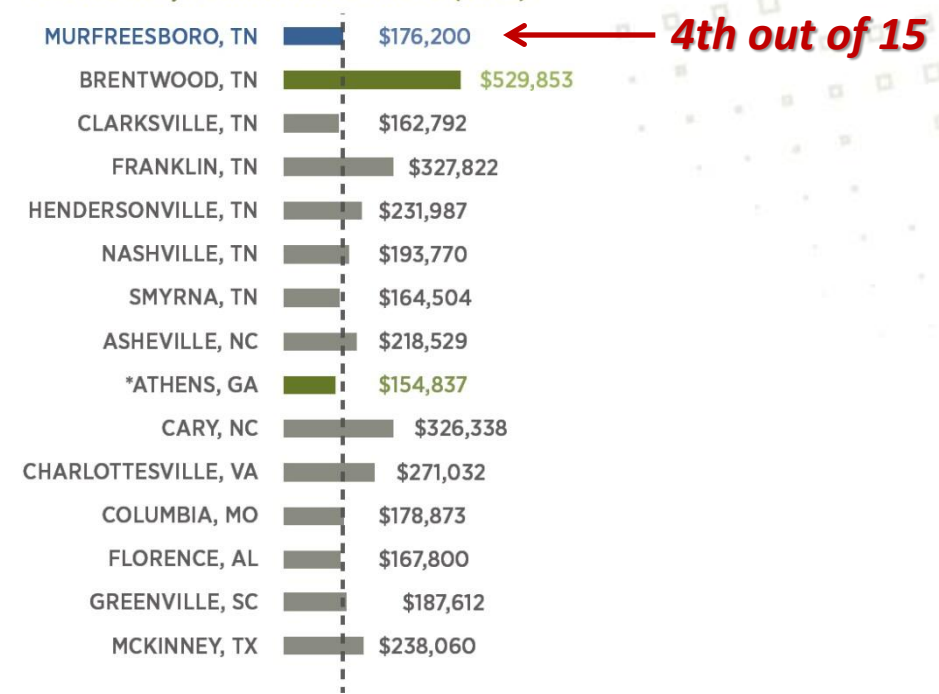 MURFREESBORO, TN $176,200 4th out of 15
BRENTWOOD, TN $529,853
CLARKSVILLE, TN $162,792
FRANKLIN, TN $327,822
HENDERSONVILLE, TN $231,987
NASHVILLE, TN $193,770
SMYRNA, TN $164,504
ASHEVILLE, NC $218,529
*ATHENS, GA $154,837
CARY, NC $326,338
CHARLOTTESVILLE, VA $271,032
COLUMBIA, MO $178,873
FLORENCE, AL $167,800
GREENVILLE, SC $187,612
MCKINNEY, TX $238,060